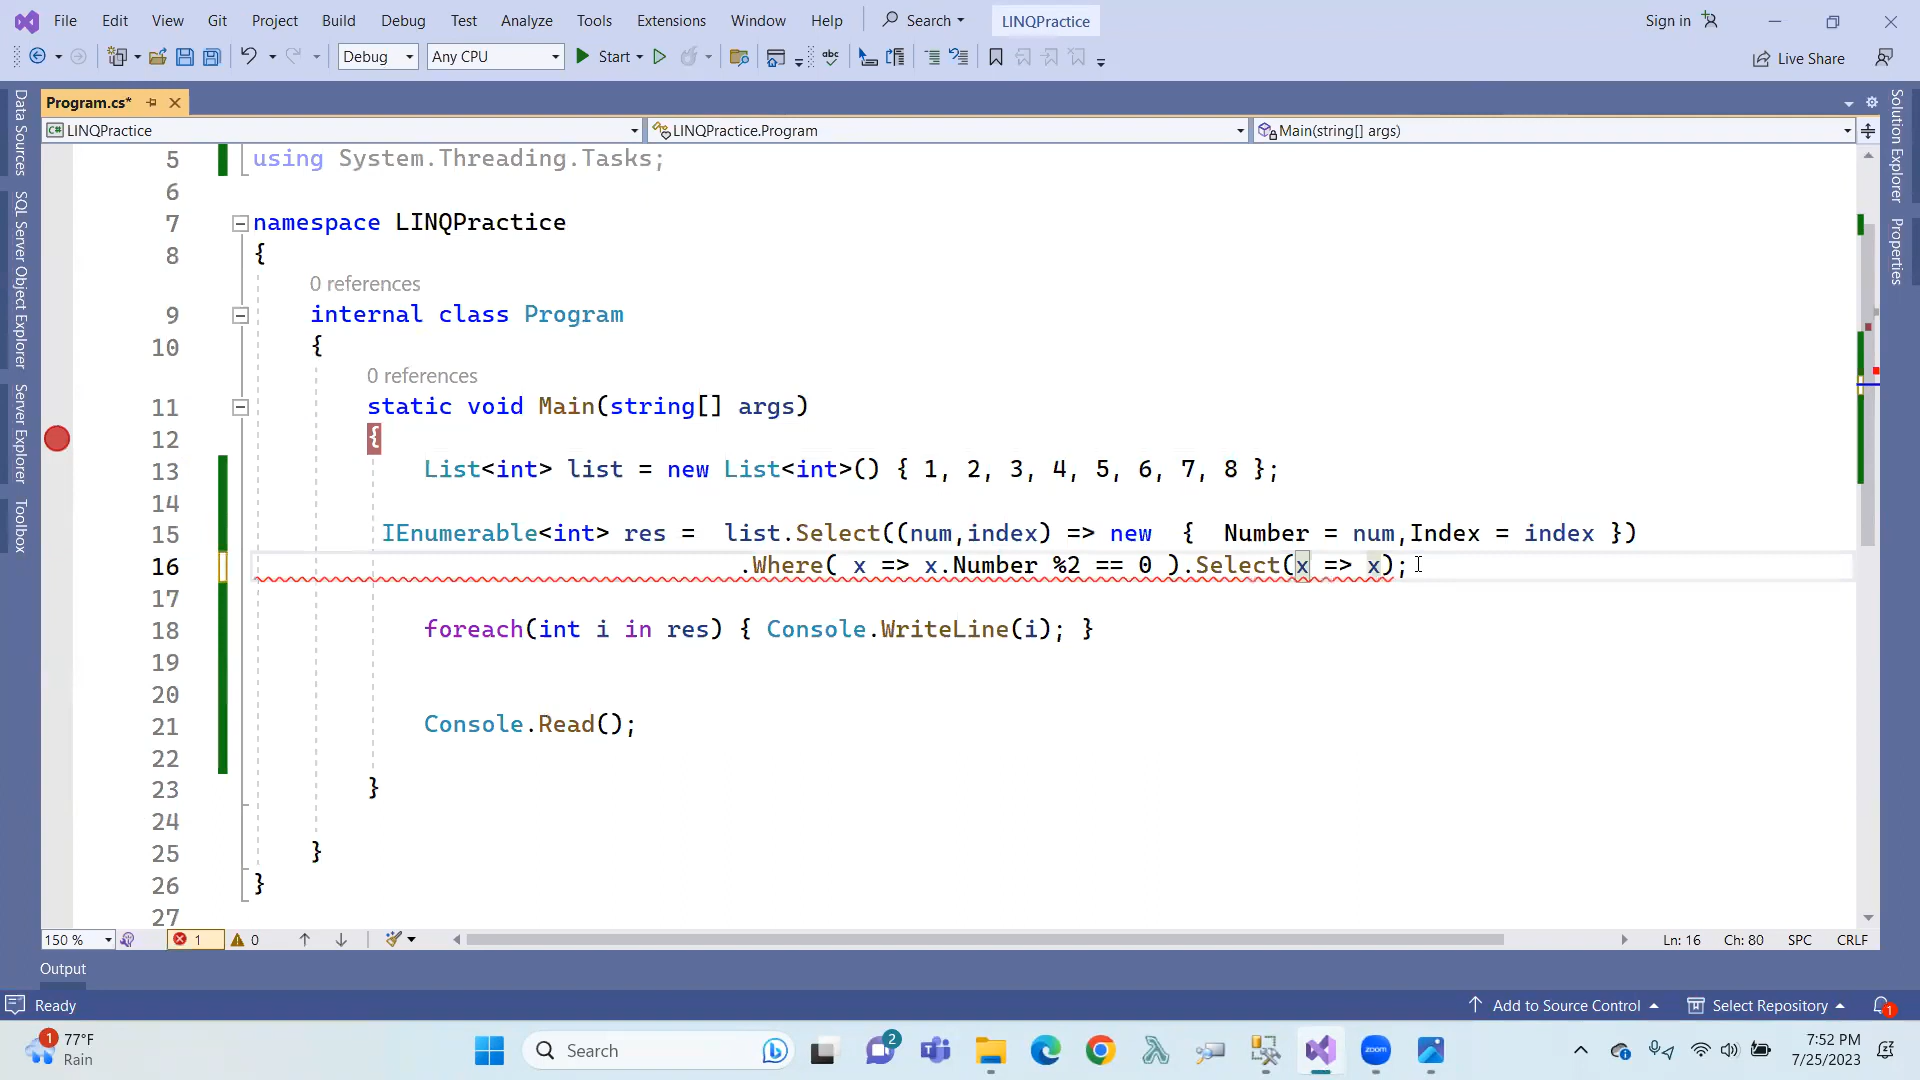 File Edit View Git Project Build Debug Test Analyze Tools Extensions Window Help Search LINQPractice Sign in
Debug Any CPU Start Live Share
Program.cs*
C# LINQPractice LINQPractice.Program Main(string[] args)
Data Sources
SQL Server Object Explorer
Server Explorer
Toolbox
5 using System.Threading.Tasks;
6
7 namespace LINQPractice
8 {
0 references
9 internal class Program
10 {
0 references
11 static void Main(string[] args)
12 {
13 List<int> list = new List<int>() { 1, 2, 3, 4, 5, 6, 7, 8 };
14
15 IEnumerable<int> res =  list.Select((num,index) => new  {  Number = num,Index = index })
16 .Where( x => x.Number %2 == 0 ).Select(x => x);
17
18 foreach(int i in res) { Console.WriteLine(i); }
19
20
21 Console.Read();
22
23 }
24
25 }
26 }
27
Solution Explorer
Properties
150 % 1 0 Ln: 16 Ch: 80 SPC CRLF
Output
Ready Add to Source Control Select Repository 1
1 77°F
Rain
Search
2
zoom
7:52 PM
7/25/2023